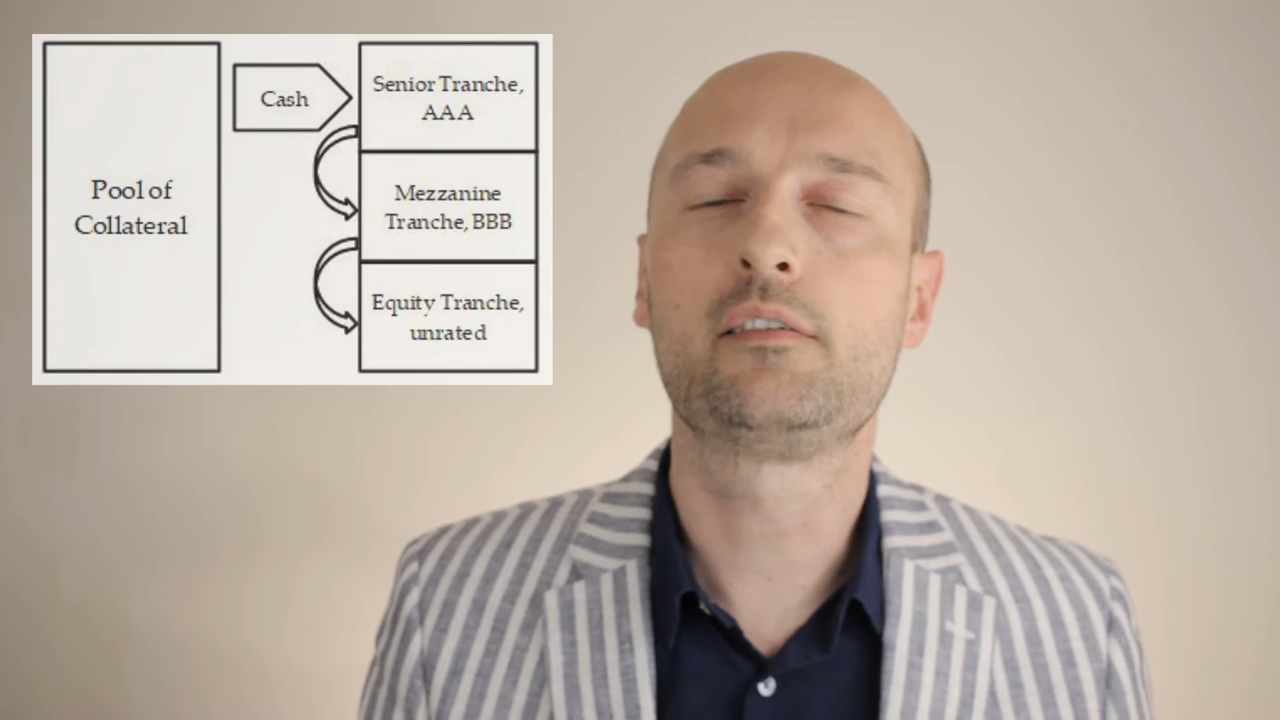 Pool of
Collateral
Cash
Senior Tranche,
AAA
Mezzanine
Tranche, BBB
Equity Tranche,
unrated